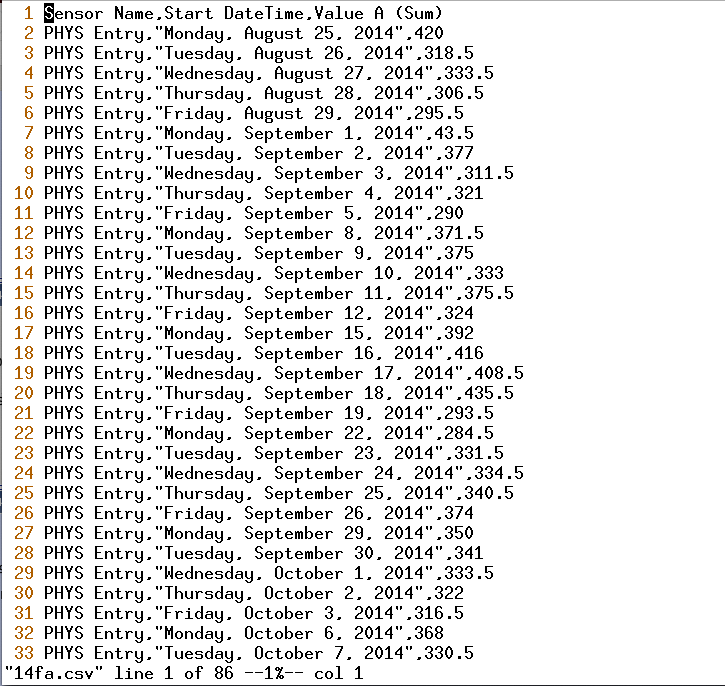 1 Sensor Name,Start DateTime,Value A (Sum)
2 PHYS Entry,"Monday, August 25, 2014",420
3 PHYS Entry,"Tuesday, August 26, 2014",318.5
4 PHYS Entry,"Wednesday, August 27, 2014",333.5
5 PHYS Entry,"Thursday, August 28, 2014",306.5
6 PHYS Entry,"Friday, August 29, 2014",295.5
7 PHYS Entry,"Monday, September 1, 2014",43.5
8 PHYS Entry,"Tuesday, September 2, 2014",377
9 PHYS Entry,"Wednesday, September 3, 2014",311.5
10 PHYS Entry,"Thursday, September 4, 2014",321
11 PHYS Entry,"Friday, September 5, 2014",290
12 PHYS Entry,"Monday, September 8, 2014",371.5
13 PHYS Entry,"Tuesday, September 9, 2014",375
14 PHYS Entry,"Wednesday, September 10, 2014",333
15 PHYS Entry,"Thursday, September 11, 2014",375.5
16 PHYS Entry,"Friday, September 12, 2014",324
17 PHYS Entry,"Monday, September 15, 2014",392
18 PHYS Entry,"Tuesday, September 16, 2014",416
19 PHYS Entry,"Wednesday, September 17, 2014",408.5
20 PHYS Entry,"Thursday, September 18, 2014",435.5
21 PHYS Entry,"Friday, September 19, 2014",293.5
22 PHYS Entry,"Monday, September 22, 2014",284.5
23 PHYS Entry,"Tuesday, September 23, 2014",331.5
24 PHYS Entry,"Wednesday, September 24, 2014",334.5
25 PHYS Entry,"Thursday, September 25, 2014",340.5
26 PHYS Entry,"Friday, September 26, 2014",374
27 PHYS Entry,"Monday, September 29, 2014",350
28 PHYS Entry,"Tuesday, September 30, 2014",341
29 PHYS Entry,"Wednesday, October 1, 2014",333.5
30 PHYS Entry,"Thursday, October 2, 2014",322
31 PHYS Entry,"Friday, October 3, 2014",316.5
32 PHYS Entry,"Monday, October 6, 2014",368
33 PHYS Entry,"Tuesday, October 7, 2014",330.5
"14fa.csv" line 1 of 86 --1%-- col 1